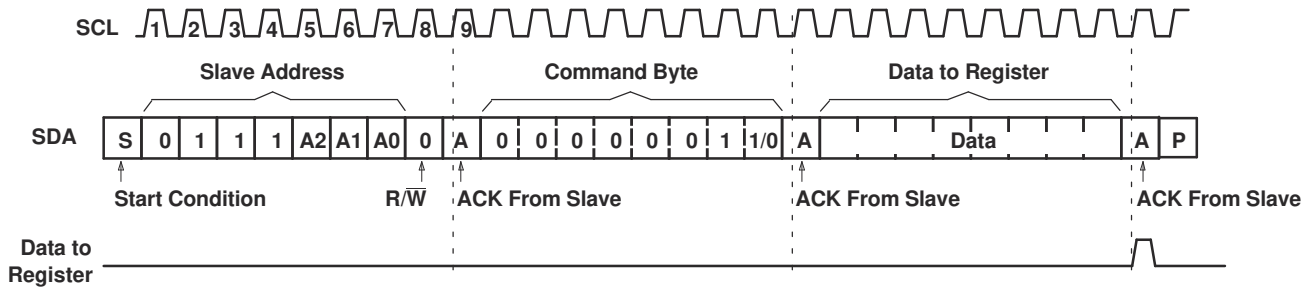 SCL 1 2 3 4 5 6 7 8 9
Slave Address Command Byte Data to Register
SDA S 0 1 1 1 A2 A1 A0 0 A 0 0 0 0 0 0 1 1/0 A Data A P
Start Condition R/W̅ ACK From Slave ACK From Slave ACK From Slave
Data to
Register